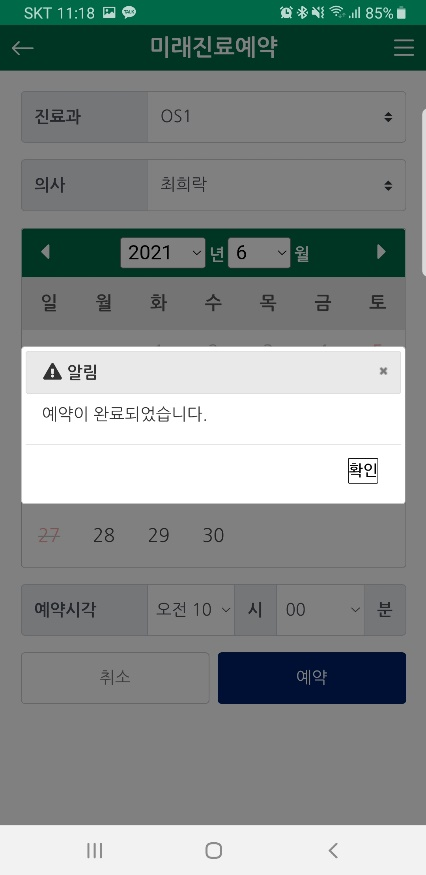 SKT 11:18 TALK 85%
미래진료예약
진료과 OS1
의사 최희락
2021 년 6 월
일 월 화 수 목 금 토
알림 ×
예약이 완료되었습니다.
확인
27 28 29 30
예약시각 오전 10 시 00 분
취소 예약